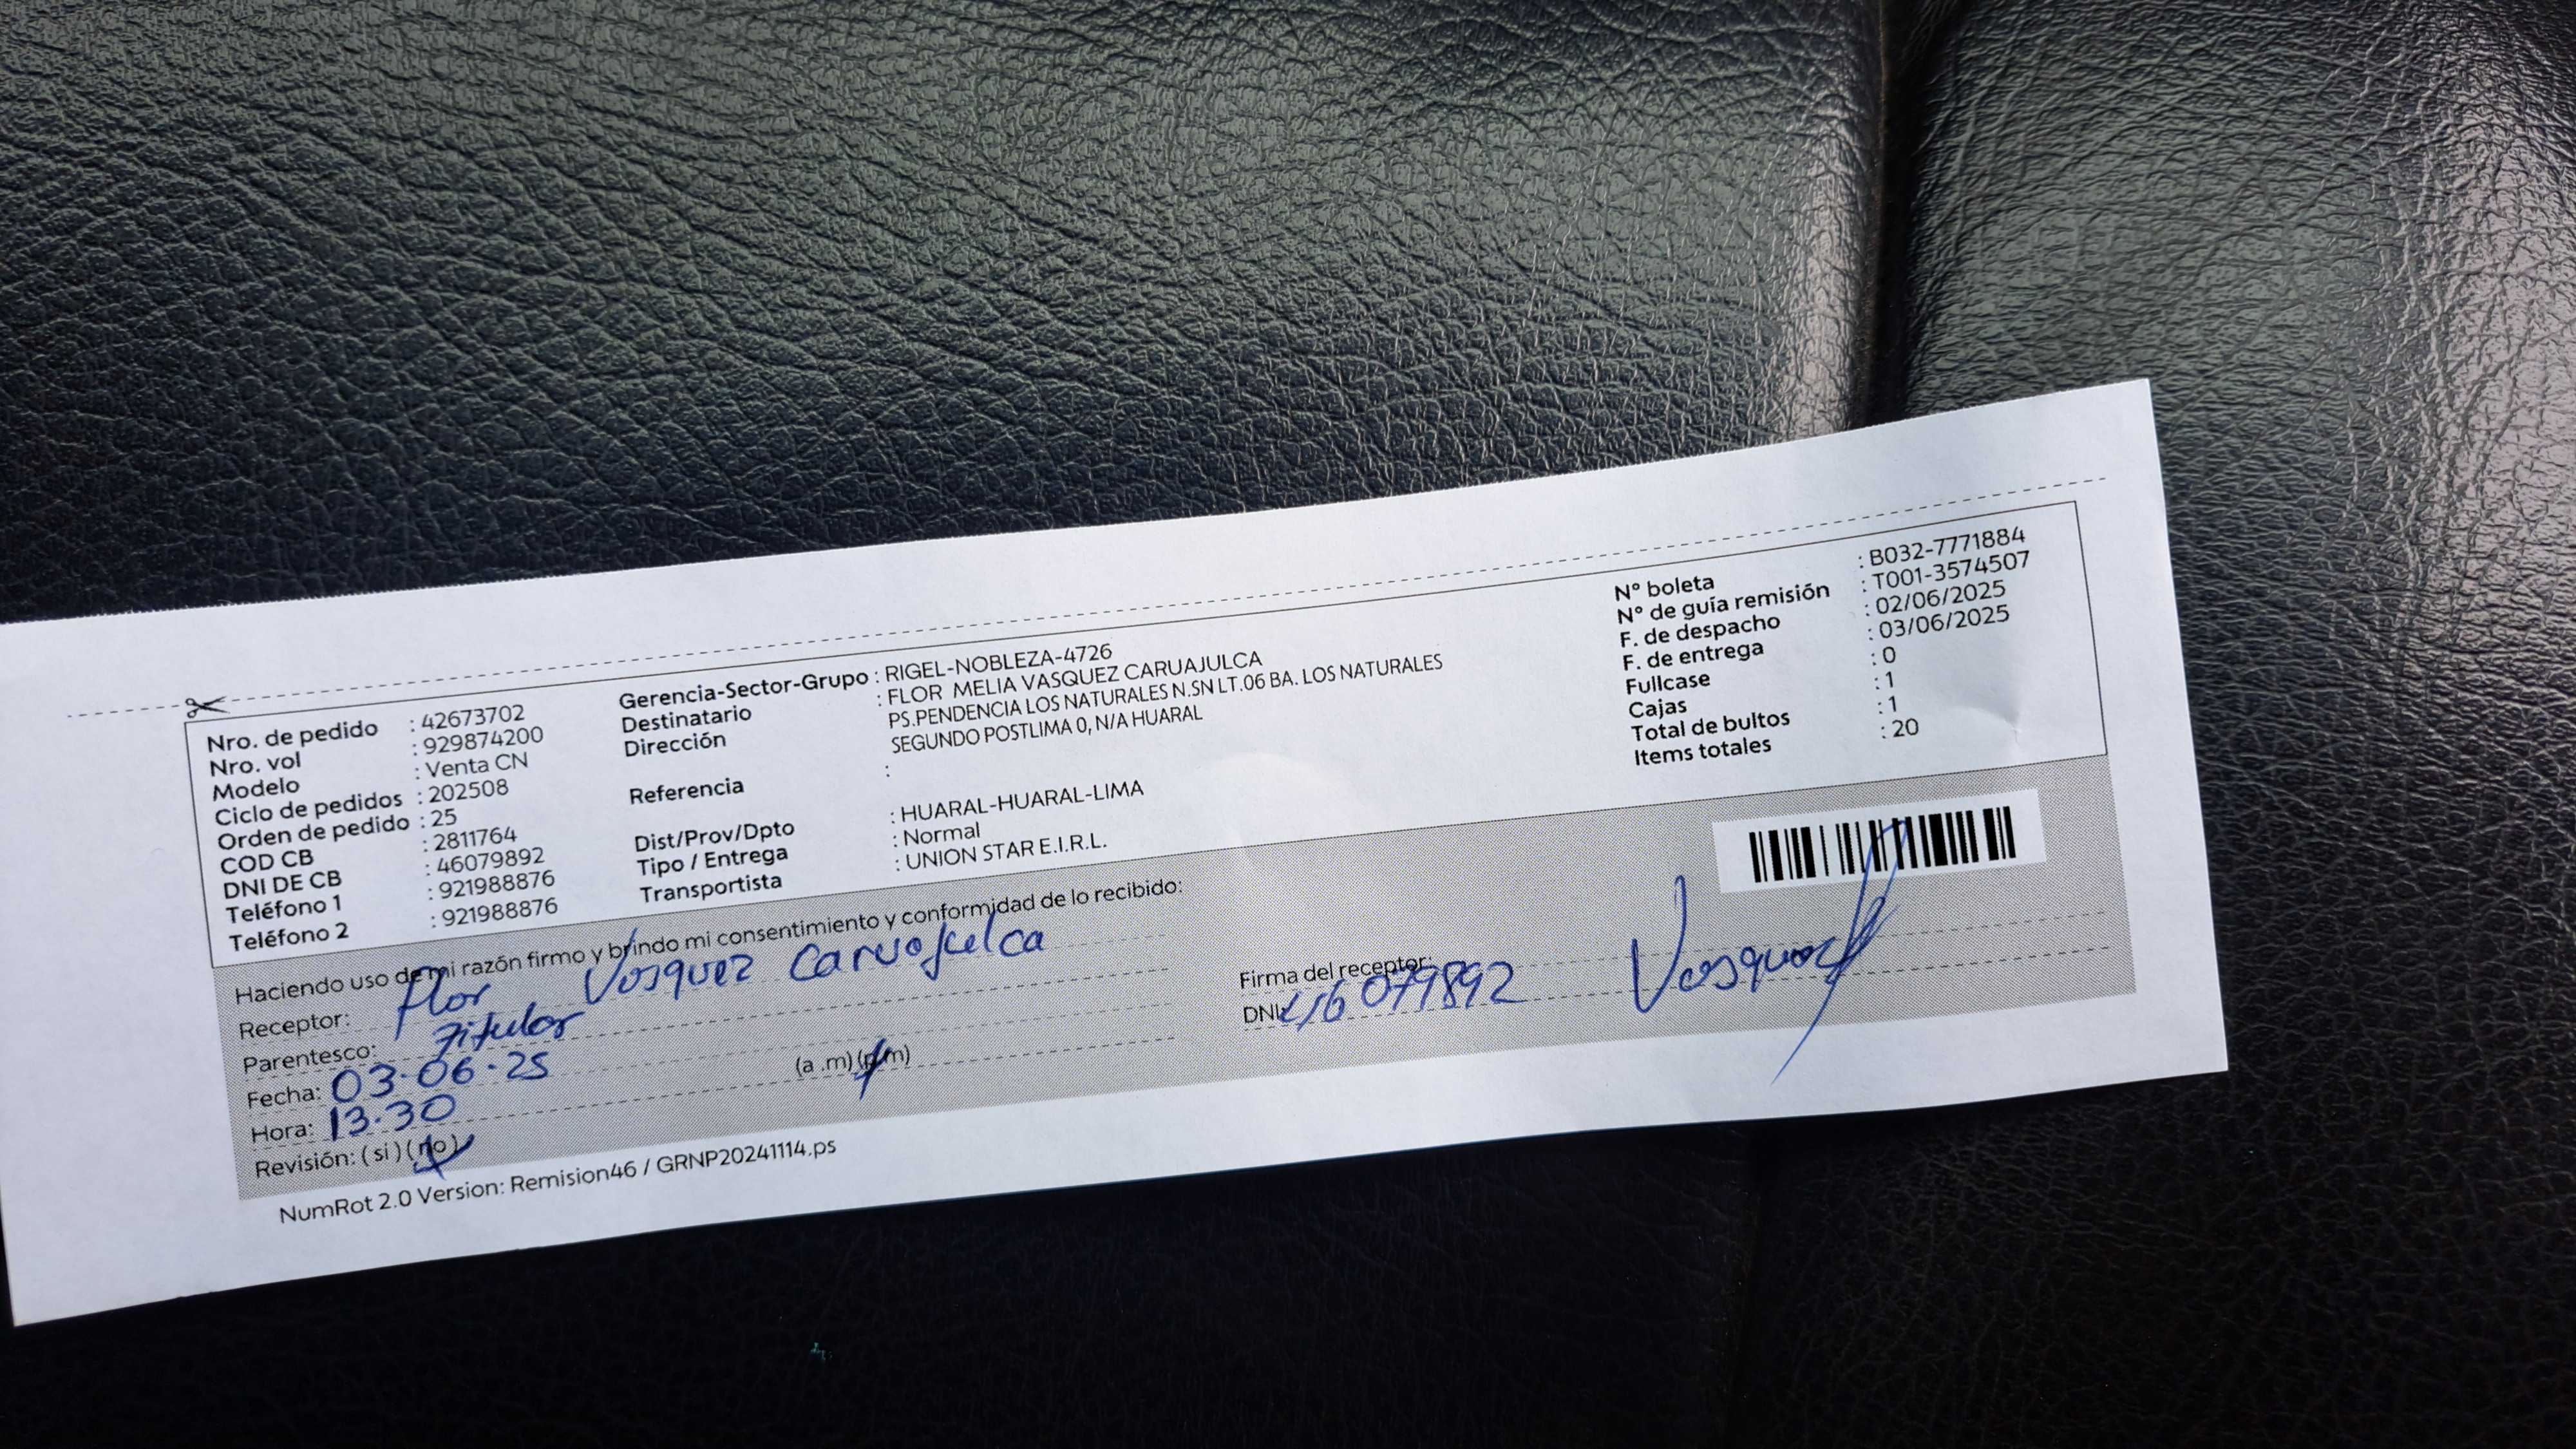 Nro. de pedido : 42673702
Nro. vol : 929874200
Modelo : Venta CN
Ciclo de pedidos : 202508
Orden de pedido : 25
COD CB : 2811764
DNI DE CB : 46079892
Teléfono 1 : 921988876
Teléfono 2 : 921988876
Gerencia-Sector-Grupo : RIGEL-NOBLEZA-4726
Destinatario : FLOR MELIA VASQUEZ CARUAJULCA
Dirección PS.PENDENCIA LOS NATURALES N.SN LT.06 BA. LOS NATURALES
SEGUNDO POSTLIMA 0, N/A HUARAL
Referencia :
Dist/Prov/Dpto : HUARAL-HUARAL-LIMA
Tipo / Entrega : Normal
Transportista : UNION STAR E.I.R.L.
N° boleta : B032-7771884
N° de guía remisión : T001-3574507
F. de despacho : 02/06/2025
F. de entrega : 03/06/2025
Fullcase : 0
Cajas : 1
Total de bultos : 1
Items totales : 20
Haciendo uso de mi razón firmo y brindo mi consentimiento y conformidad de lo recibido:
Receptor: Flor Vasquez Caruajulca
Parentesco: Titular
Fecha: 03-06-25
Hora: 13:30 (a .m) (p.m)
Revisión: ( si ) ( no )
Firma del receptor: Vasquez
DNI: 46079892
NumRot 2.0 Version: Remision46 / GRNP20241114.ps